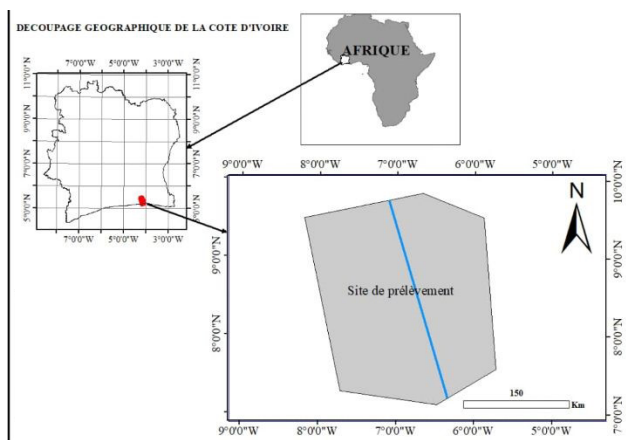 DECOUPAGE GEOGRAPHIQUE DE LA COTE D'IVOIRE
AFRIQUE
7°0'0"W 5°0'0"W 3°0'0"W
11°0'0"N
9°0'0"N
7°0'0"N
5°0'0"N
11°0'0"N
9°0'0"N
7°0'0"N
5°0'0"N
7°0'0"W 5°0'0"W 3°0'0"W
9°0'0"W 8°0'0"W 7°0'0"W 6°0'0"W 5°0'0"W
10°0'0"N
9°0'0"N
8°0'0"N
7°0'0"N
9°0'0"N
8°0'0"N
N
Site de prélèvement
150
Km
9°0'0"W 8°0'0"W 7°0'0"W 6°0'0"W 5°0'0"W